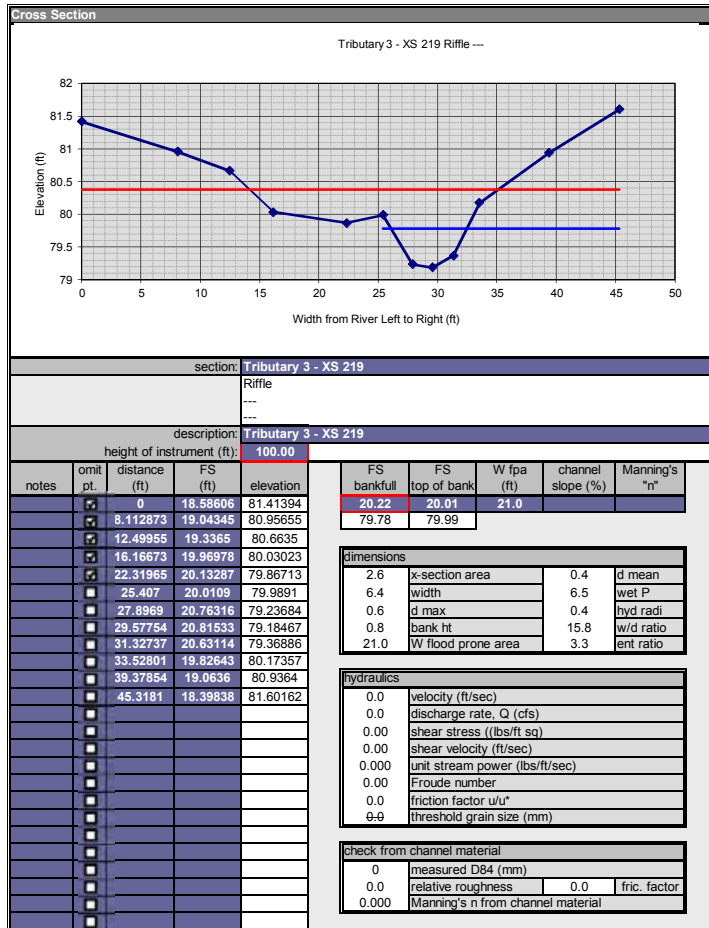 Cross Section
Tributary 3 - XS 219 Riffle ---
82
81.5
81
80.5
80
79.5
79
Elevation (ft)
0 5 10 15 20 25 30 35 40 45 50
Width from River Left to Right (ft)
section: Tributary 3 - XS 219
Riffle
---
---
description: Tributary 3 - XS 219
height of instrument (ft): 100.00
notes omit pt. distance (ft) FS (ft) elevation
0 18.58606 81.41394
8.112873 19.04345 80.95655
12.49955 19.3365 80.6635
16.16673 19.96978 80.03023
22.31965 20.13287 79.86713
25.407 20.0109 79.9891
27.8969 20.76316 79.23684
29.57754 20.81533 79.18467
31.32737 20.63114 79.36886
33.52801 19.82643 80.17357
39.37854 19.0636 80.9364
45.3181 18.39838 81.60162
FS bankfull FS top of bank W fpa (ft) channel slope (%) Manning's "n"
20.22 20.01 21.0
79.78 79.99
dimensions
2.6 x-section area 0.4 d mean
6.4 width 6.5 wet P
0.6 d max 0.4 hyd radi
0.8 bank ht 15.8 w/d ratio
21.0 W flood prone area 3.3 ent ratio
hydraulics
0.0 velocity (ft/sec)
0.0 discharge rate, Q (cfs)
0.00 shear stress ((lbs/ft sq)
0.00 shear velocity (ft/sec)
0.000 unit stream power (lbs/ft/sec)
0.00 Froude number
0.0 friction factor u/u*
0.0 threshold grain size (mm)
check from channel material
0 measured D84 (mm)
0.0 relative roughness 0.0 fric. factor
0.000 Manning's n from channel material